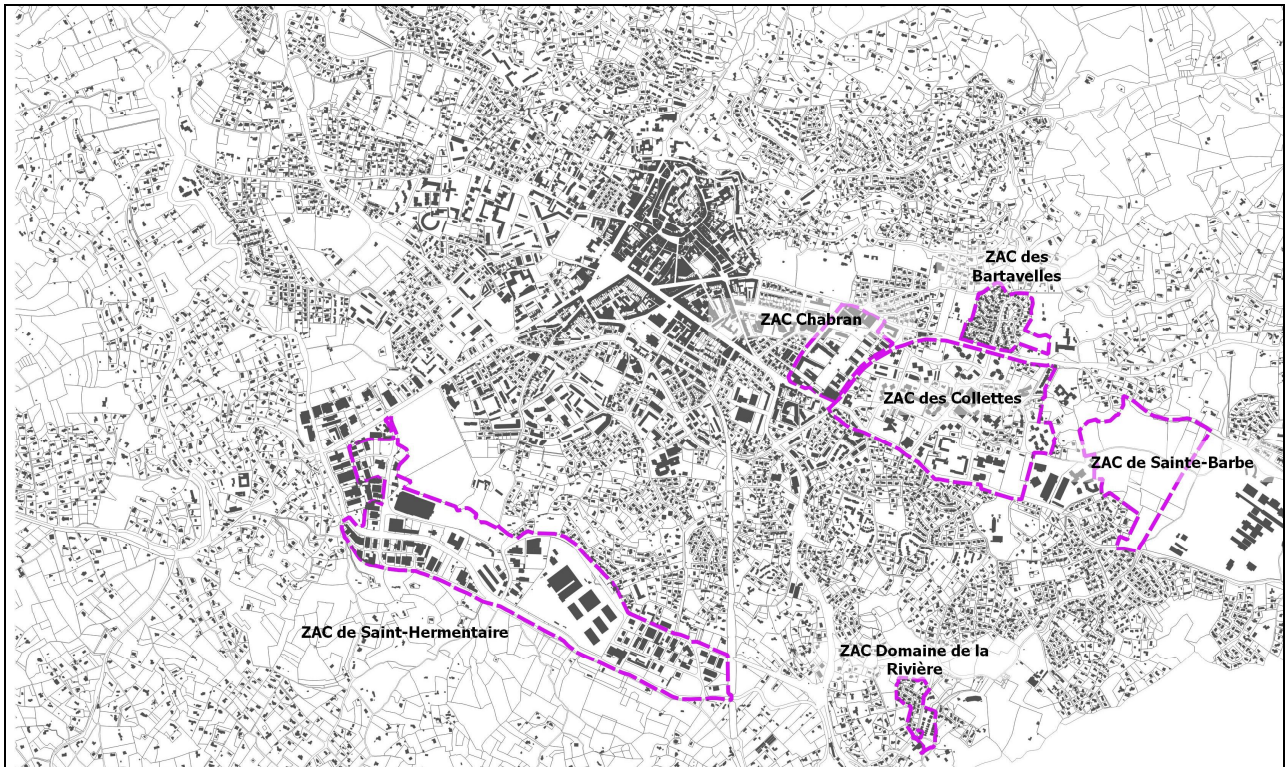 ZAC des
Bartavelles
ZAC Chabran
ZAC des Collettes
ZAC de Sainte-Barbe
ZAC de Saint-Hermentaire
ZAC Domaine de la
Rivière